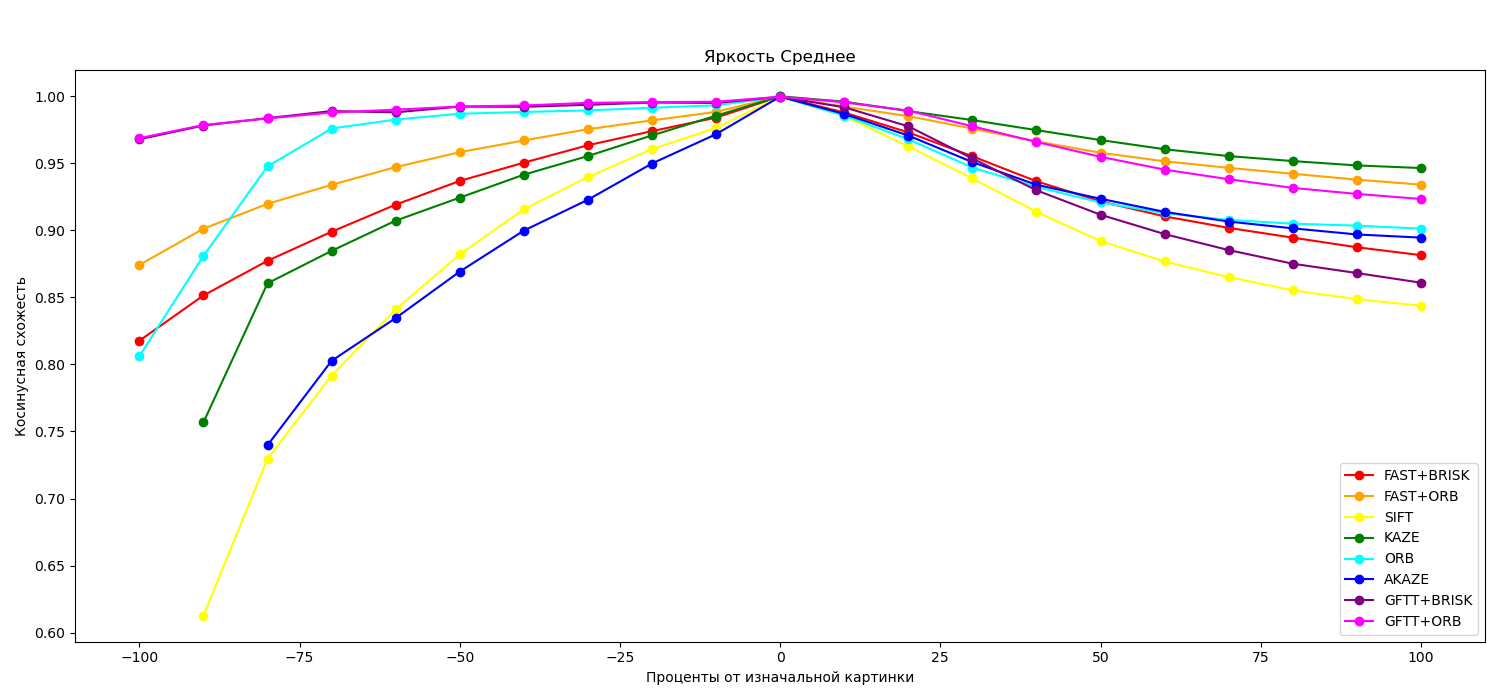 Яркость Среднее
Косинусная схожесть
1.00
0.95
0.90
0.85
0.80
0.75
0.70
0.65
0.60
FAST+BRISK
FAST+ORB
SIFT
KAZE
ORB
AKAZE
GFTT+BRISK
GFTT+ORB
−100 −75 −50 −25 0 25 50 75 100
Проценты от изначальной картинки